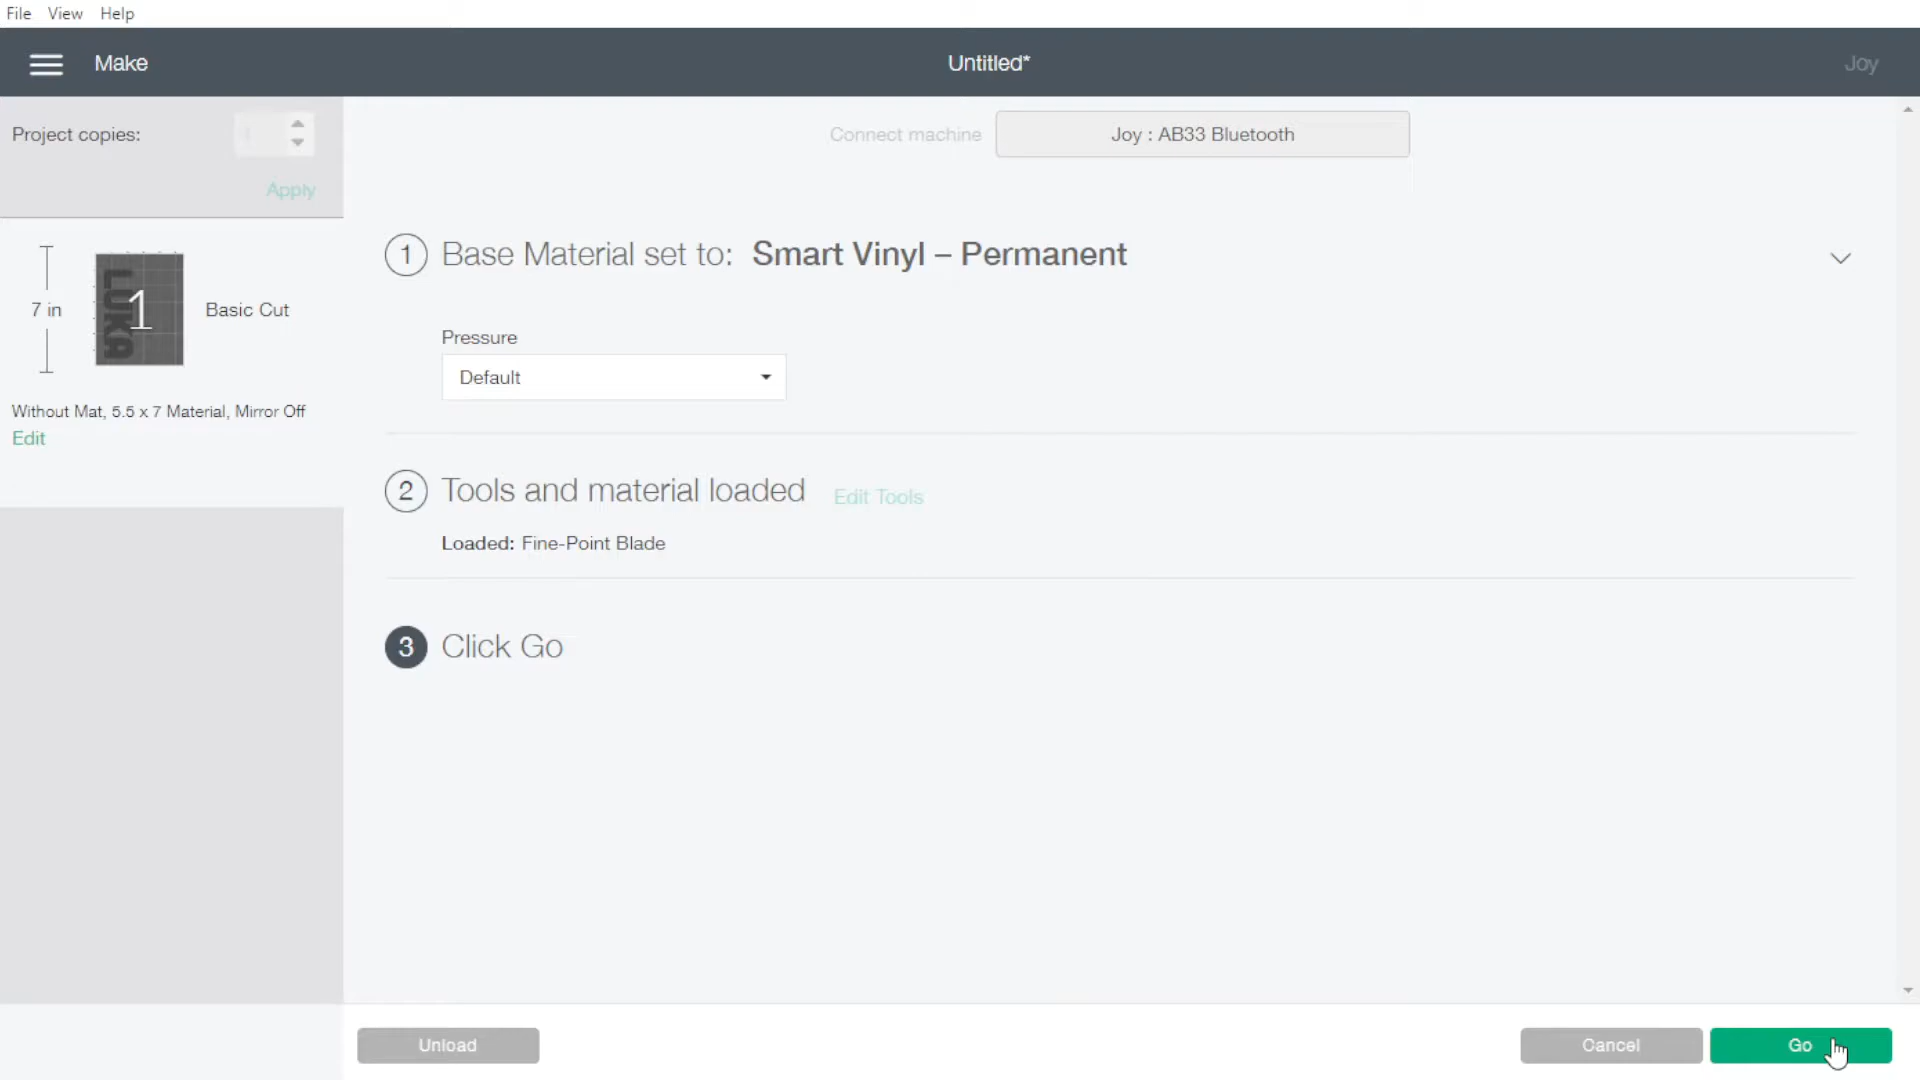 File View Help
Make
Untitled*
Joy
Project copies:
Apply
Connect machine
Joy : AB33 Bluetooth
7 in
LUKA
1
Basic Cut
Without Mat, 5.5 x 7 Material, Mirror Off
Edit
1 Base Material set to: Smart Vinyl – Permanent
Pressure
Default
2 Tools and material loaded Edit Tools
Loaded: Fine-Point Blade
3 Click Go
Unload
Cancel
Go